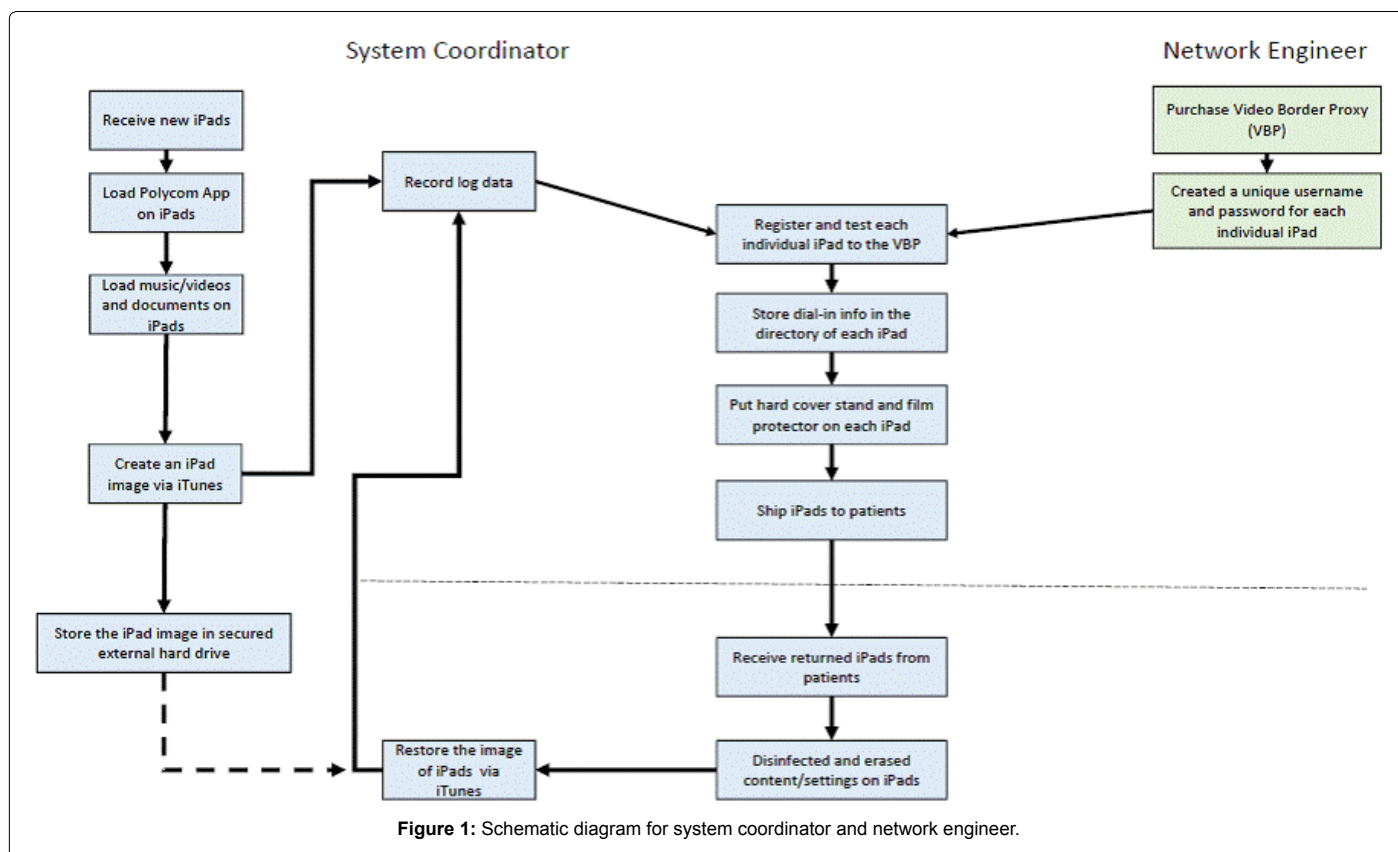 System Coordinator
Network Engineer
Receive new iPads
Load Polycom App
on iPads
Load music/videos
and documents on
iPads
Create an iPad
image via iTunes
Store the iPad image in secured
external hard drive
Record log data
Restore the image
of iPads via
iTunes
Register and test each
individual iPad to the VBP
Store dial-in info in the
directory of each iPad
Put hard cover stand and film
protector on each iPad
Ship iPads to patients
Receive returned iPads from
patients
Disinfected and erased
content/settings on iPads
Purchase Video Border Proxy
(VBP)
Created a unique username
and password for each
individual iPad
Figure 1: Schematic diagram for system coordinator and network engineer.